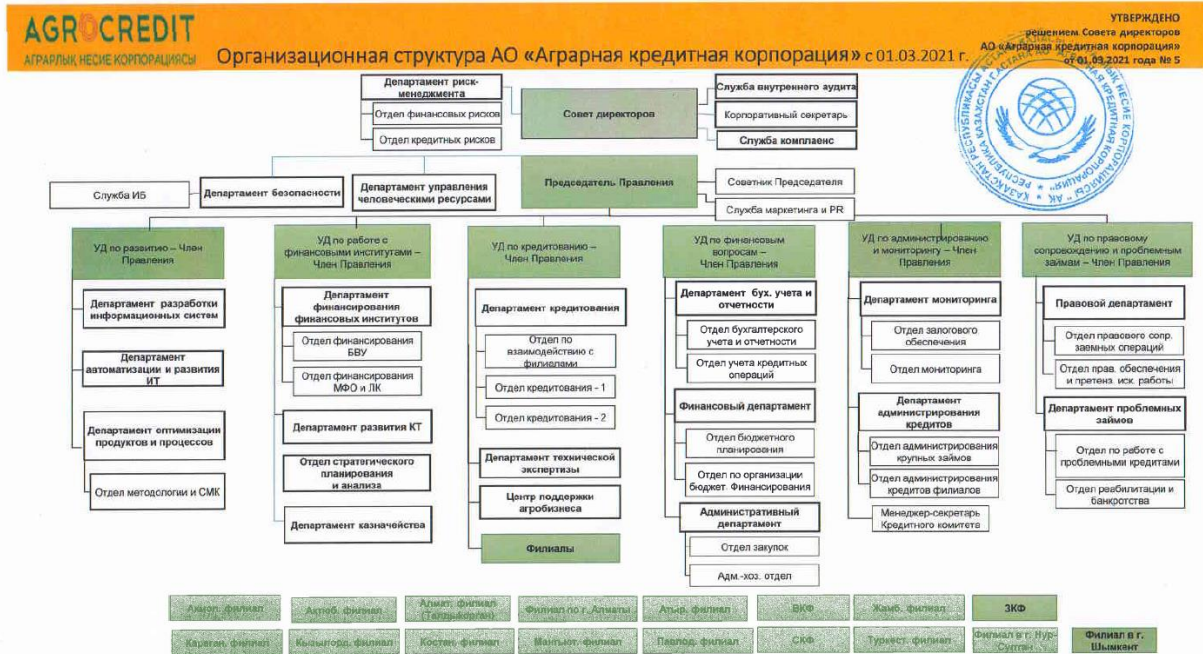 AGROCREDIT
АГРАРЛЫҚ НЕСИЕ КОРПОРАЦИЯСЫ
Организационная структура АО «Аграрная кредитная корпорация» с 01.03.2021 г.
УТВЕРЖДЕНО
решением Совета директоров
АО «Аграрная кредитная корпорация»
от 01.03.2021 года № 5
Департамент риск-
менеджмента
Отдел финансовых рисков
Отдел кредитных рисков
Совет директоров
Служба внутреннего аудита
Корпоративный секретарь
Служба комплаенс
Служба ИБ
Департамент безопасности
Департамент управления
человеческими ресурсами
Председатель Правления
Советник Председателя
Служба маркетинга и PR
УД по развитию – Член
Правления
Департамент разработки
информационных систем
Департамент
автоматизации и развития
ИТ
Департамент оптимизации
продуктов и процессов
Отдел методологии и СМК
УД по работе с
финансовыми институтами –
Член Правления
Департамент
финансирования
финансовых институтов
Отдел финансирования
БВУ
Отдел финансирования
МФО и ЛК
Департамент развития КТ
Отдел стратегического
планирования
и анализа
Департамент казначейства
УД по кредитованию –
Член Правления
Департамент кредитования
Отдел по
взаимодействию с
филиалами
Отдел кредитования - 1
Отдел кредитования - 2
Департамент технической
экспертизы
Центр поддержки
агробизнеса
Филиалы
УД по финансовым
вопросам –
Член Правления
Департамент бух. учета и
отчетности
Отдел бухгалтерского
учета и отчетности
Отдел учета кредитных
операций
Финансовый департамент
Отдел бюджетного
планирования
Отдел по организации
бюджет. Финансирования
Административный
департамент
Отдел закупок
Адм.-хоз. отдел
УД по администрированию
и мониторингу – Член
Правления
Департамент мониторинга
Отдел залогового
обеспечения
Отдел мониторинга
Департамент
администрирования
кредитов
Отдел администрирования
крупных займов
Отдел администрирования
кредитов филиалов
Менеджер-секретарь
Кредитного комитета
УД по правовому
сопровождению и проблемным
займам – Член Правления
Правовой департамент
Отдел правового сопр.
заемных операций
Отдел прав. обеспечения
и претенз. иск. работы
Департамент проблемных
займов
Отдел по работе с
проблемными кредитами
Отдел реабилитации и
банкротства
Акмол. филиал
Актюб. филиал
Алмат. филиал
(Талдыкорган)
Филиал по г. Алматы
Атыр. филиал
ВКФ
Жамб. филиал
ЗКФ
Караган. филиал
Кызылорд. филиал
Костан. филиал
Мангыст. филиал
Павлод. филиал
СКФ
Туркест. филиал
Филиал в г. Нур-
Султан
Филиал в г.
Шымкент